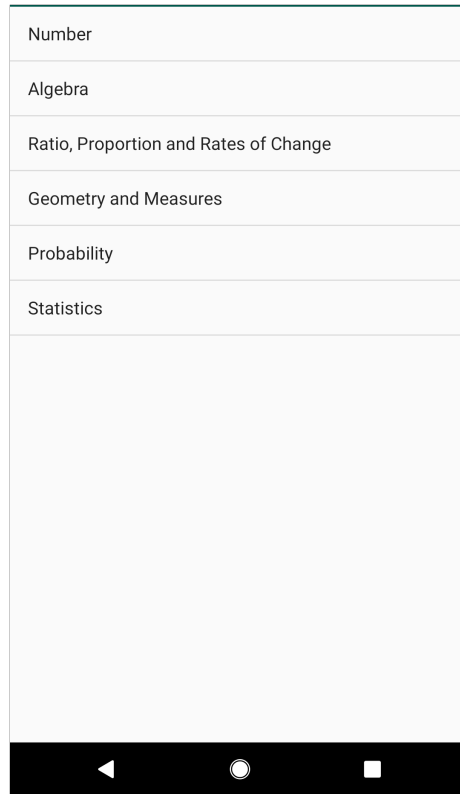 Number
Algebra
Ratio, Proportion and Rates of Change
Geometry and Measures
Probability
Statistics